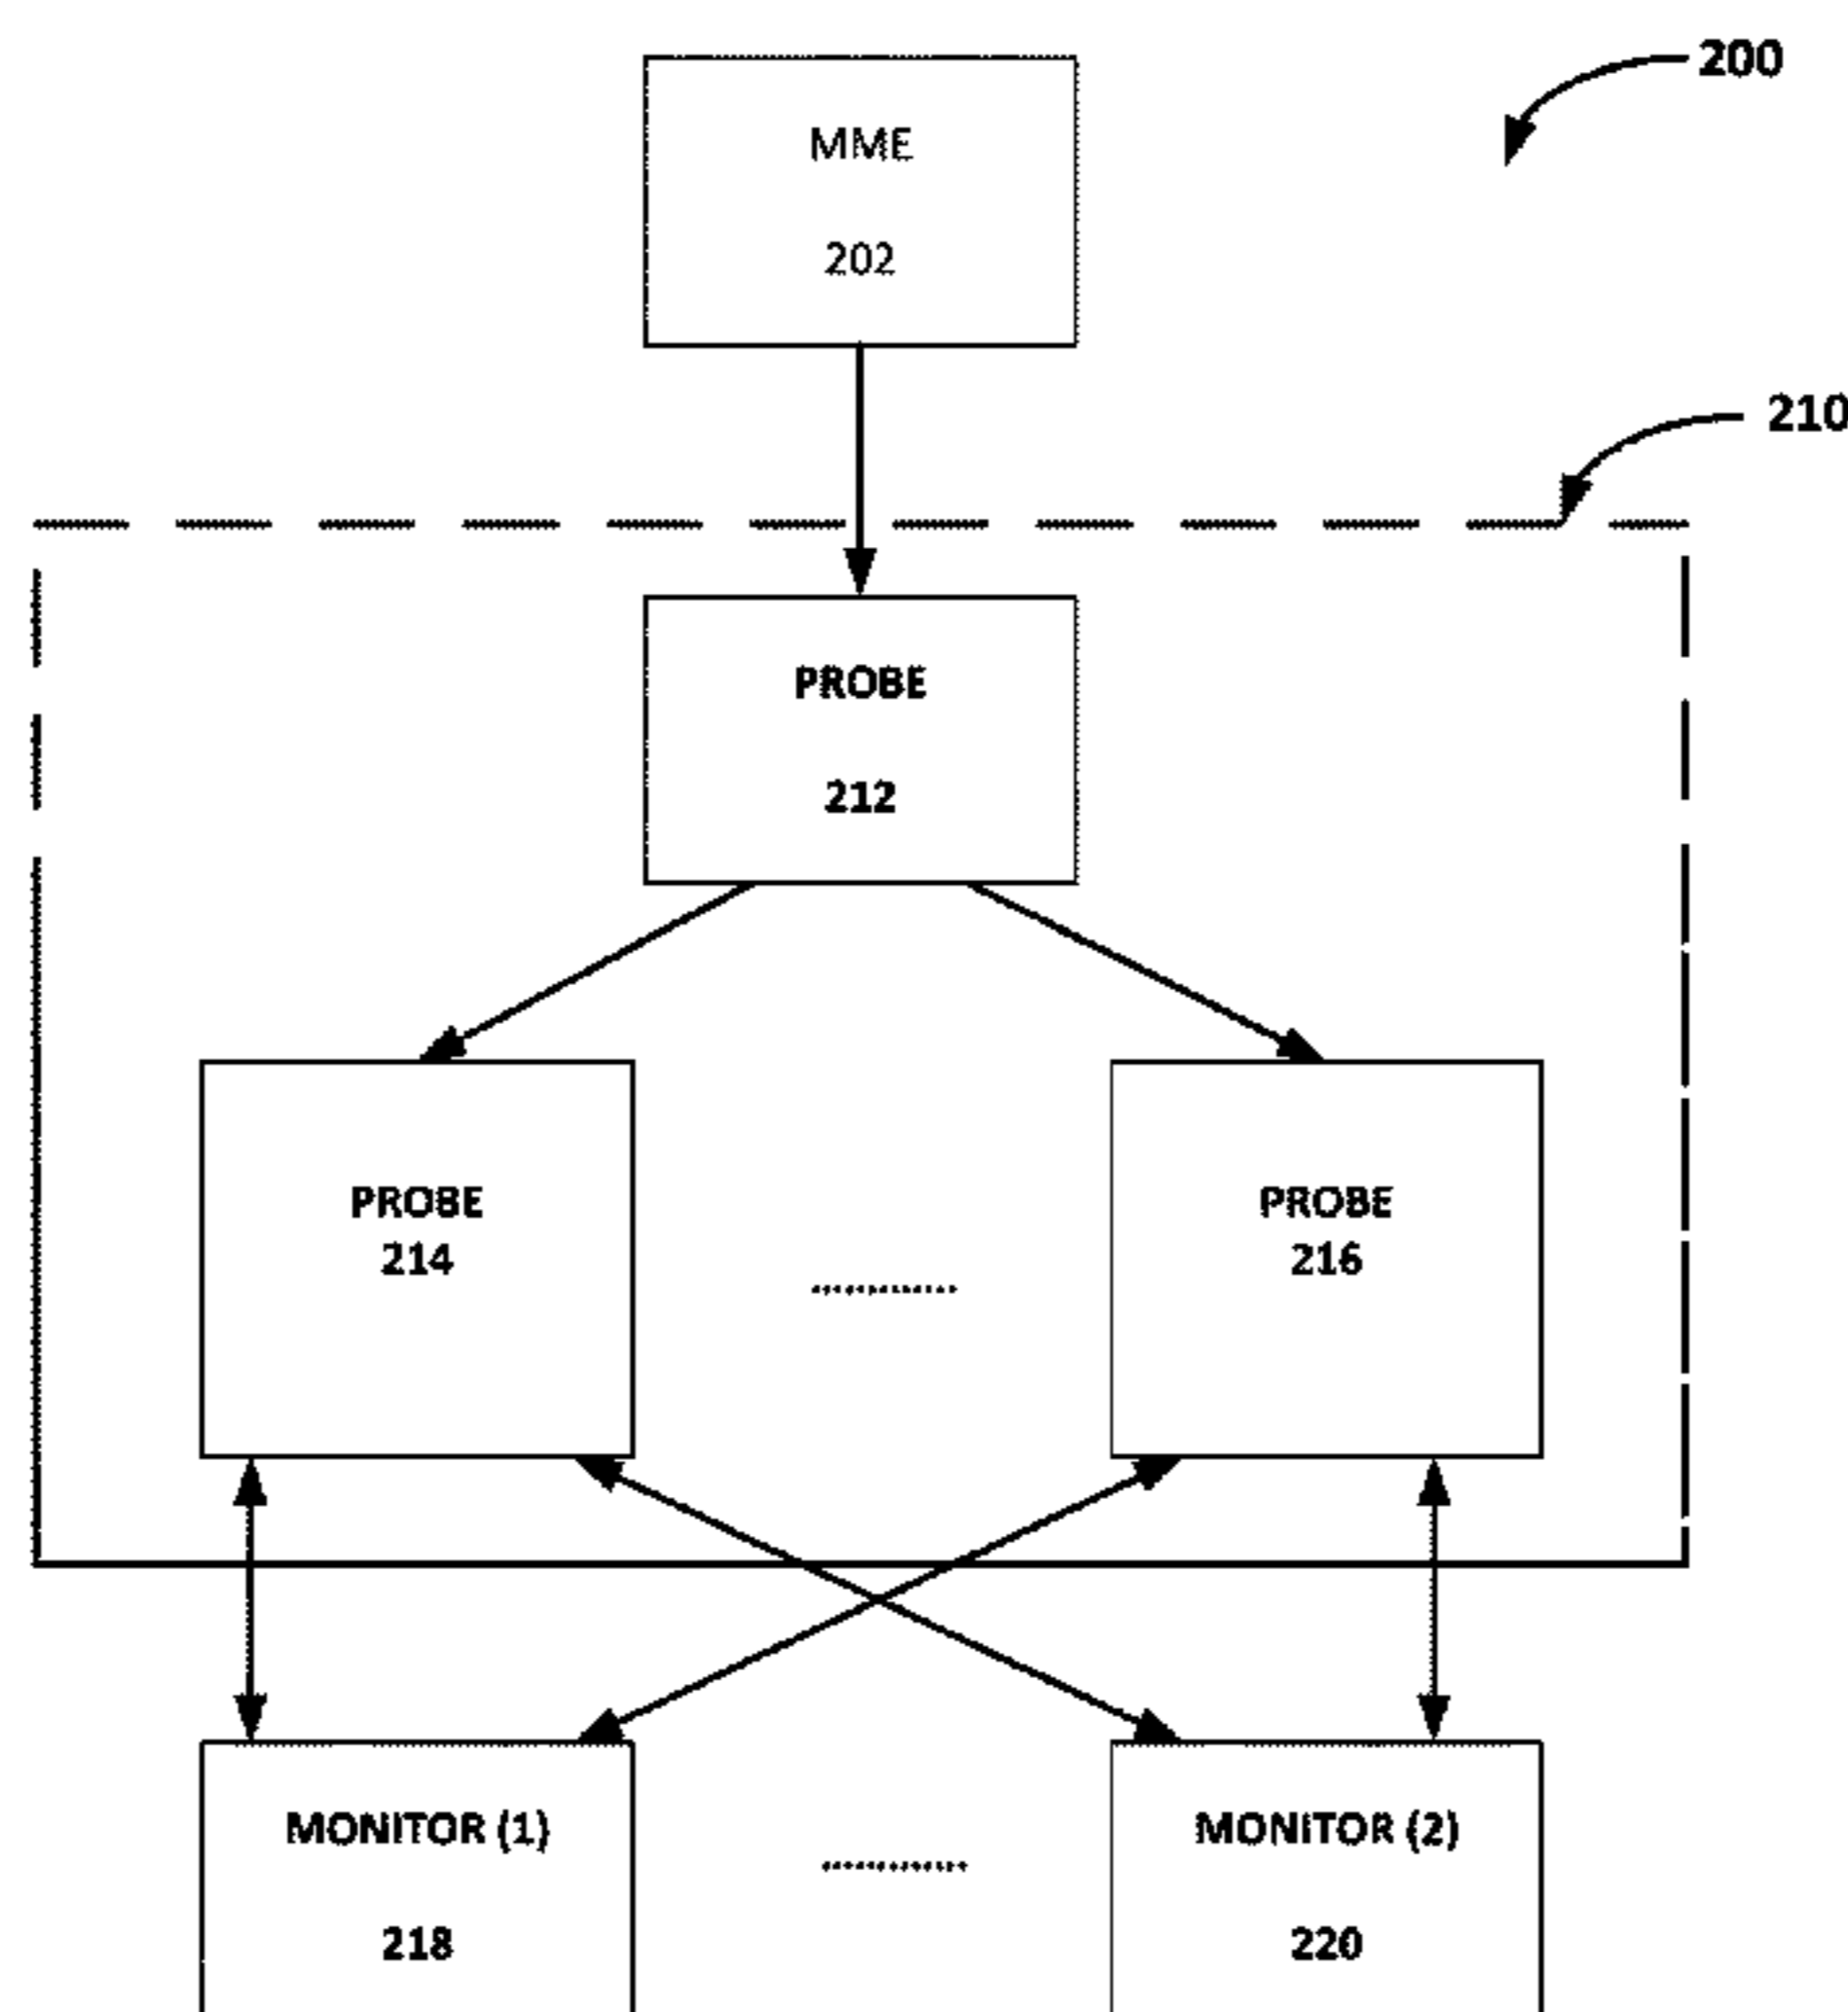 200
MME
202
210
PROBE
212
PROBE
214
PROBE
216
MONITOR (1)
218
MONITOR (2)
220